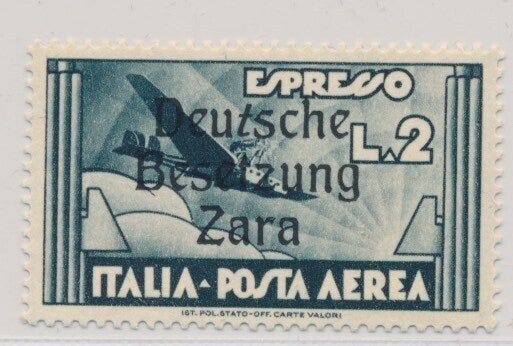 ESPRESSO
Deutsche
L. 2
Besetzung
Zara
ITALIA-POSTA AEREA
IST. POL. STATO-OFF. CARTE VALORI